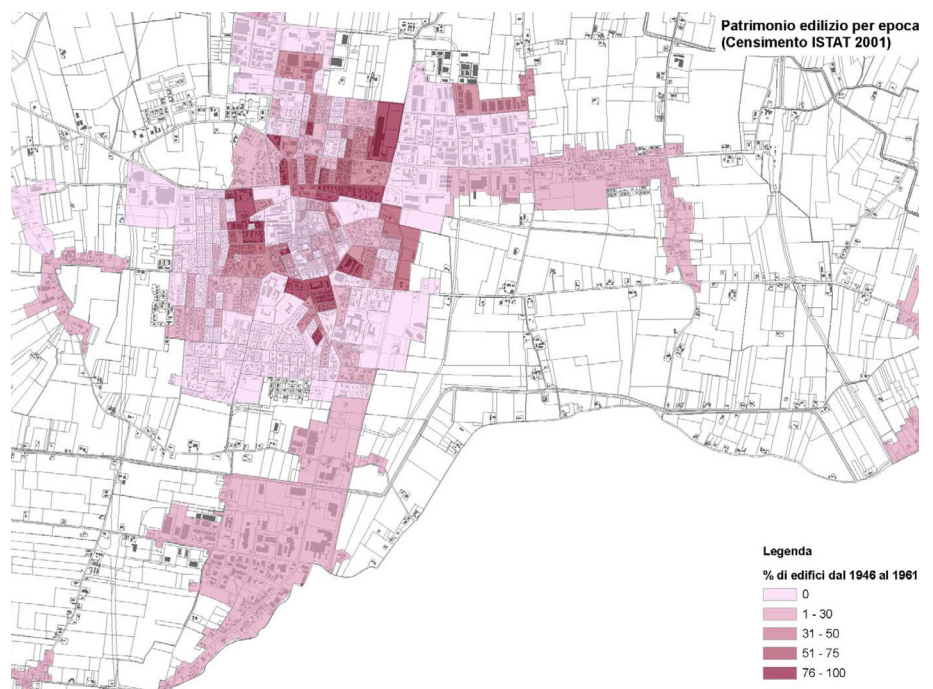 Patrimonio edilizio per epoca
(Censimento ISTAT 2001)
Legenda
% di edifici dal 1946 al 1961
0
1 - 30
31 - 50
51 - 75
76 - 100